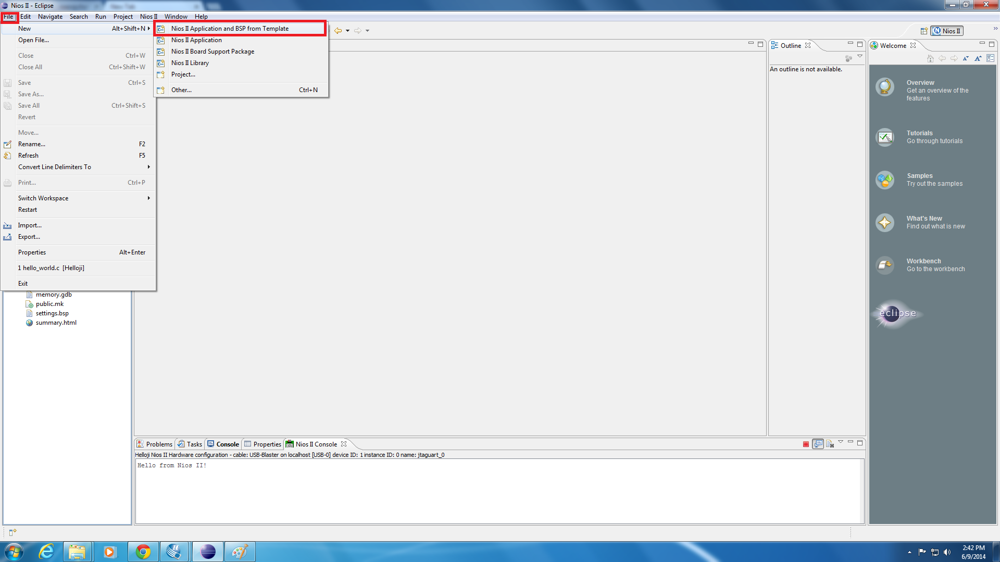 Nios II - Eclipse
File Edit Navigate Search Run Project Nios II Window Help
New Alt+Shift+N
Open File...
Close Ctrl+W
Close All Ctrl+Shift+W
Save Ctrl+S
Save As...
Save All Ctrl+Shift+S
Revert
Move...
Rename... F2
Refresh F5
Convert Line Delimiters To
Print... Ctrl+P
Switch Workspace
Restart
Import...
Export...
Properties Alt+Enter
1 hello_world.c [Helloji]
Exit
Nios II Application and BSP from Template
Nios II Application
Nios II Board Support Package
Nios II Library
Project...
Other... Ctrl+N
memory.gdb
public.mk
settings.bsp
summary.html
Nios II
Outline
An outline is not available.
Welcome
Overview
Get an overview of the
features
Tutorials
Go through tutorials
Samples
Try out the samples
What's New
Find out what is new
Workbench
Go to the workbench
eclipse
Problems Tasks Console Properties Nios II Console
Helloji Nios II Hardware configuration - cable: USB-Blaster on localhost [USB-0] device ID: 1 instance ID: 0 name: jtaguart_0
Hello from Nios II!
2:42 PM
6/9/2014